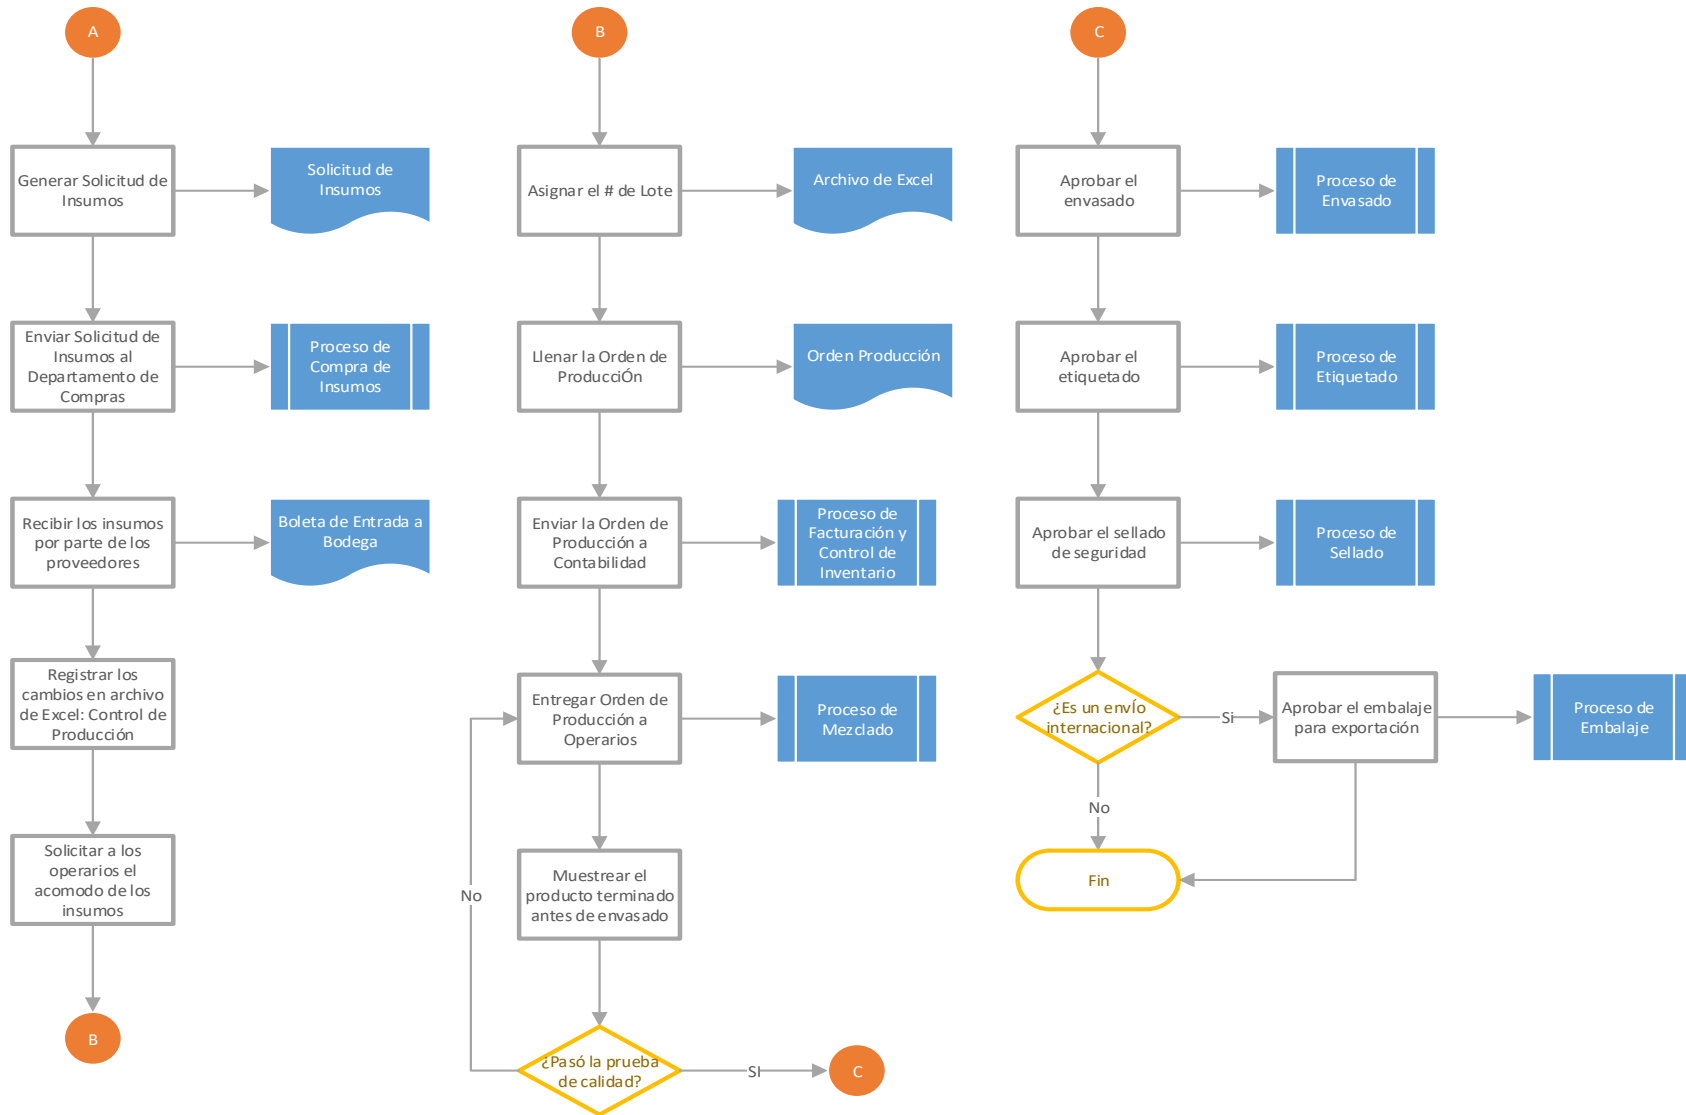 A
Generar Solicitud de
Insumos
Solicitud de
Insumos
Enviar Solicitud de
Insumos al
Departamento de
Compras
Proceso de
Compra de
Insumos
Recibir los insumos
por parte de los
proveedores
Boleta de Entrada a
Bodega
Registrar los
cambios en archivo
de Excel: Control de
Producción
Solicitar a los
operarios el
acomodo de los
insumos
B
B
Asignar el # de Lote
Archivo de Excel
Llenar la Orden de
ProducciÓn
Orden Producción
Enviar la Orden de
Producción a
Contabilidad
Proceso de
Facturación y
Control de
Inventario
Entregar Orden de
Producción a
Operarios
Proceso de
Mezclado
Muestrear el
producto terminado
antes de envasado
No
¿Pasó la prueba
de calidad?
SI
C
C
Aprobar el
envasado
Proceso de
Envasado
Aprobar el
etiquetado
Proceso de
Etiquetado
Aprobar el sellado
de seguridad
Proceso de
Sellado
¿Es un envÍo
internacional?
Si
Aprobar el embalaje
para exportación
Proceso de
Embalaje
No
Fin